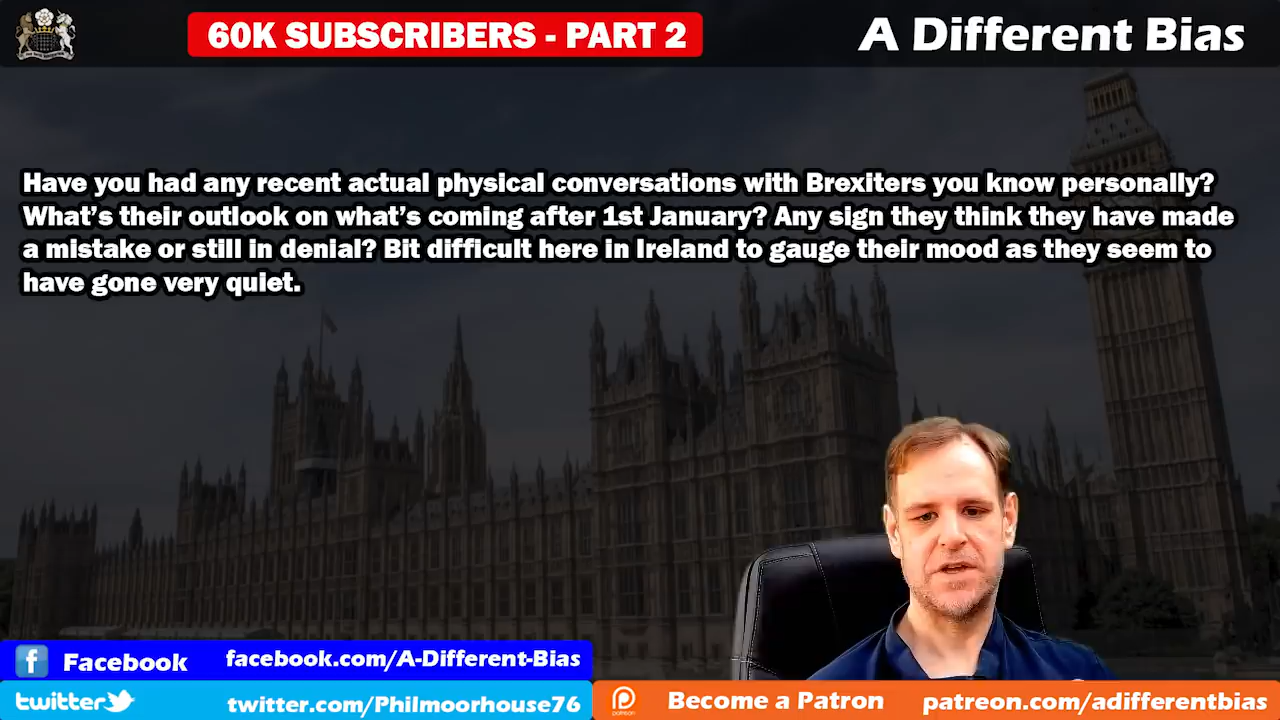 60K SUBSCRIBERS - PART 2
A Different Bias
Have you had any recent actual physical conversations with Brexiters you know personally?
What's their outlook on what's coming after 1st January? Any sign they think they have made
a mistake or still in denial? Bit difficult here in Ireland to gauge their mood as they seem to
have gone very quiet.
f Facebook
facebook.com/A-Different-Bias
twitter
twitter.com/Philmoorhouse76
Become a Patron
patreon.com/adifferentbias